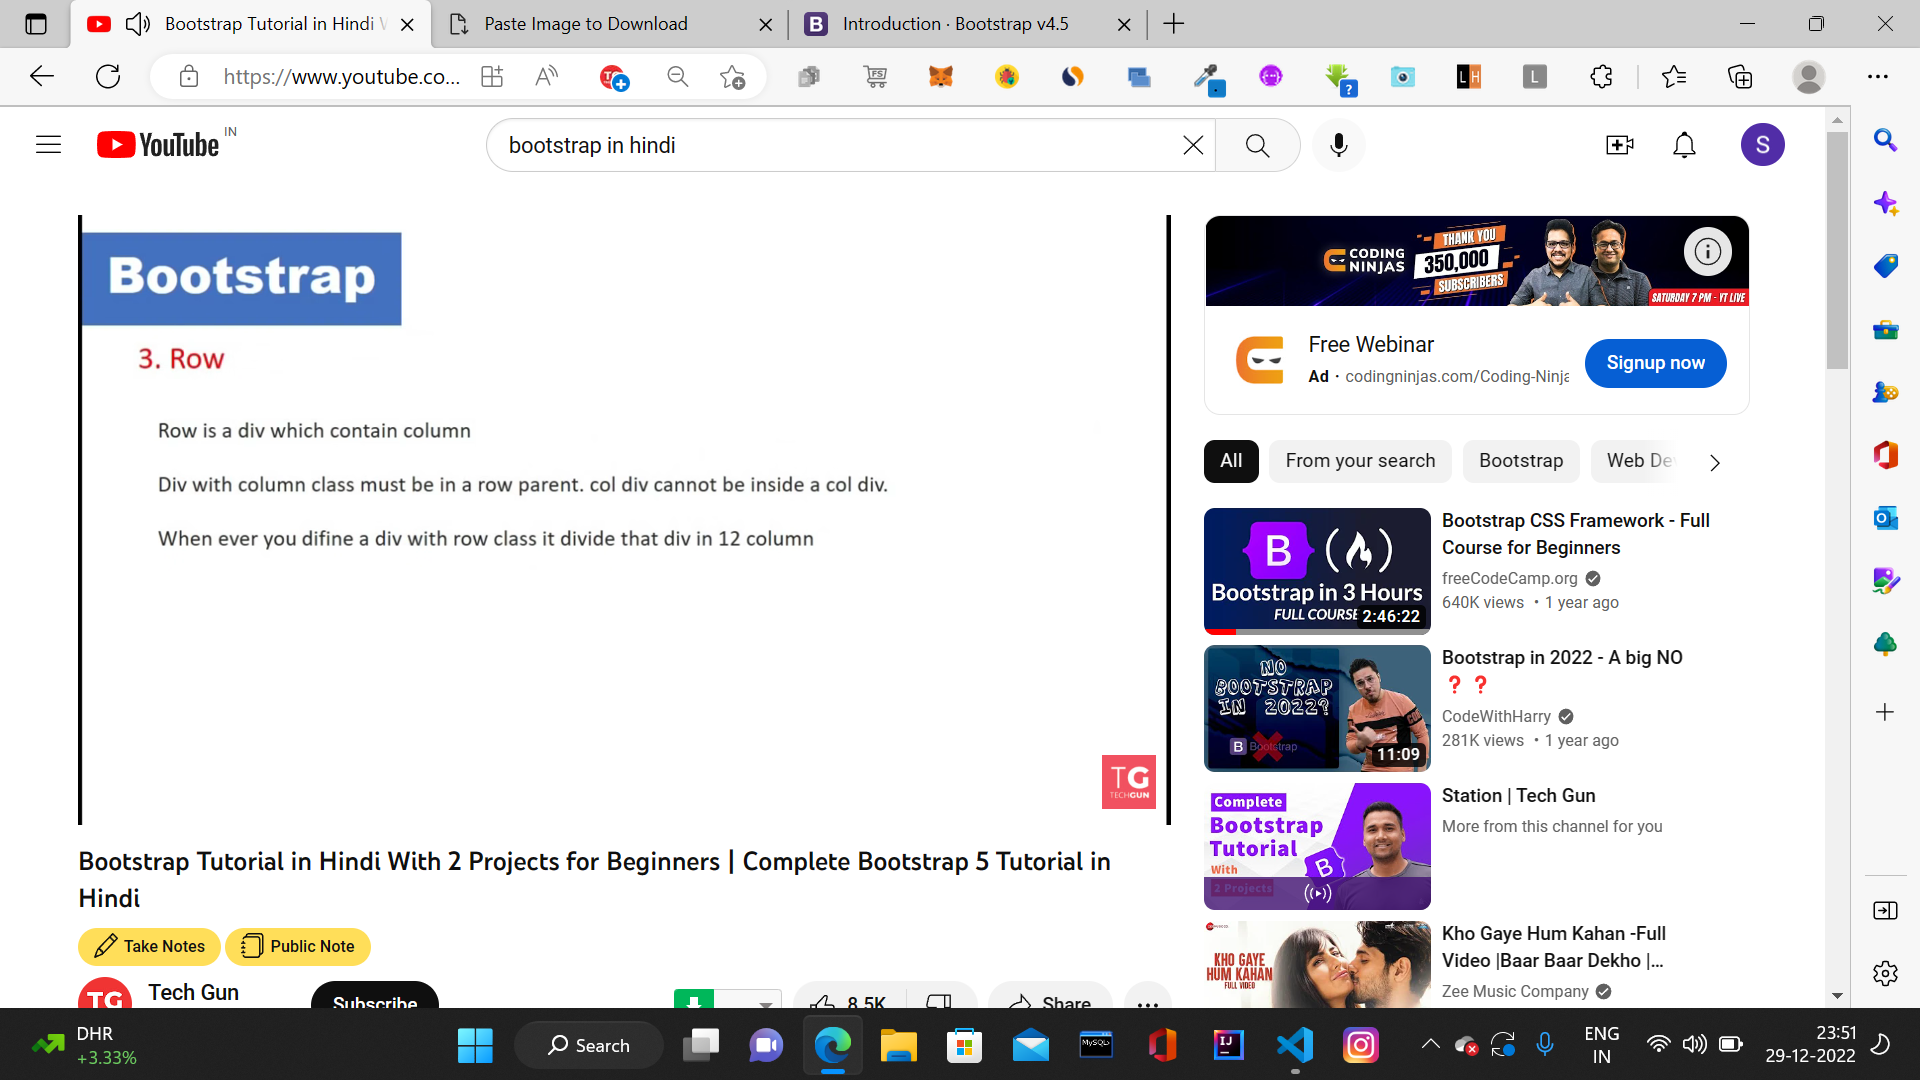 Bootstrap Tutorial in Hindi W
Paste Image to Download
Introduction · Bootstrap v4.5
https://www.youtube.co...
YouTube IN
bootstrap in hindi
S
Bootstrap
3. Row
Row is a div which contain column
Div with column class must be in a row parent. col div cannot be inside a col div.
When ever you difine a div with row class it divide that div in 12 column
TG
TECHGUN
CODING
NINJAS
THANK YOU
350,000
SUBSCRIBERS
SATURDAY 7 PM - YT LIVE
Free Webinar
Ad · codingninjas.com/Coding-Ninja
Signup now
All
From your search
Bootstrap
Web De
B
Bootstrap in 3 Hours
FULL COURSE
2:46:22
Bootstrap CSS Framework - Full
Course for Beginners
freeCodeCamp.org
640K views • 1 year ago
NO
BOOTSTRAP
IN 2022?
B Bootstrap
11:09
Bootstrap in 2022 - A big NO
❓ ❓
CodeWithHarry
281K views • 1 year ago
Complete
Bootstrap
Tutorial
With
2 Projects
B
Station | Tech Gun
More from this channel for you
KHO GAYE
HUM KAHAN
FULL VIDEO
Kho Gaye Hum Kahan -Full
Video |Baar Baar Dekho |...
Zee Music Company
Bootstrap Tutorial in Hindi With 2 Projects for Beginners | Complete Bootstrap 5 Tutorial in
Hindi
Take Notes
Public Note
TG
Tech Gun
Subscribe
8.5K
Share
DHR
+3.33%
Search
MySQL
IJ
ENG
IN
23:51
29-12-2022